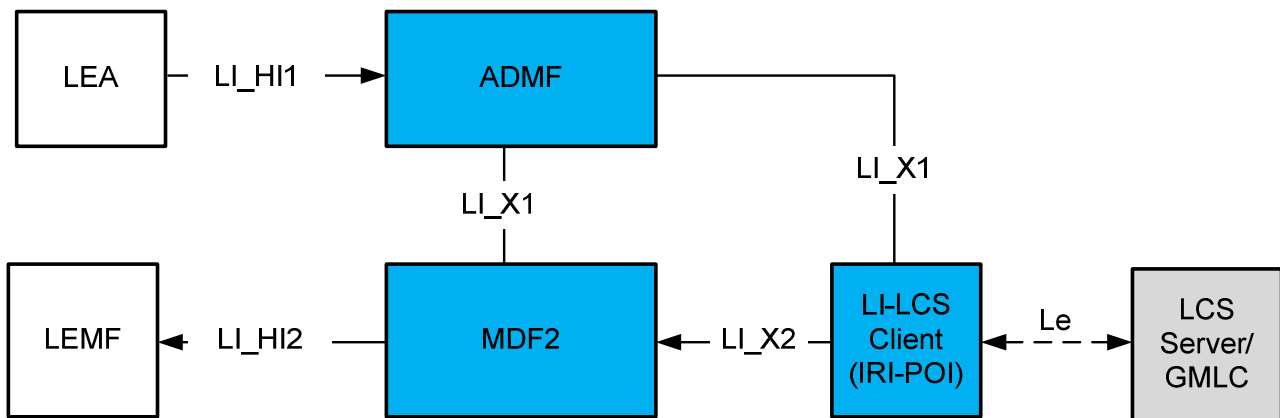 LEA
LI_HI1
ADMF
LI_X1
LI_X1
LEMF
LI_HI2
MDF2
LI_X2
LI-LCS
Client
(IRI-POI)
Le
LCS
Server/
GMLC